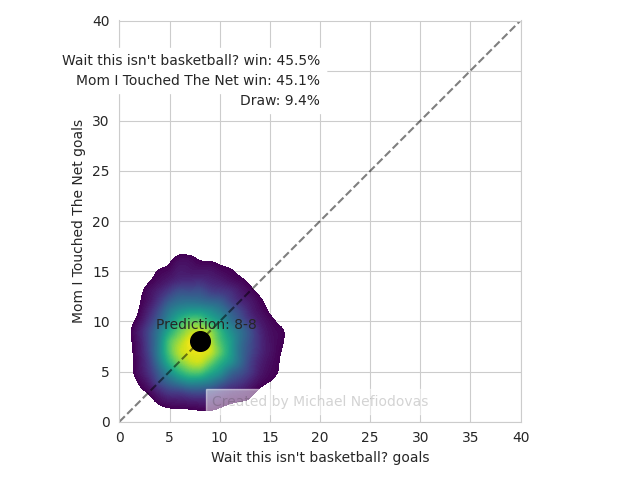 40
Wait this isn't basketball? win: 45.5%
Mom I Touched The Net win: 45.1%
Draw: 9.4%
30
25
20
15
10
5
0
Mom I Touched The Net goals
Prediction: 8-8
Created by Michael Nefiodovas
0 5 10 15 20 25 30 35 40
Wait this isn't basketball? goals